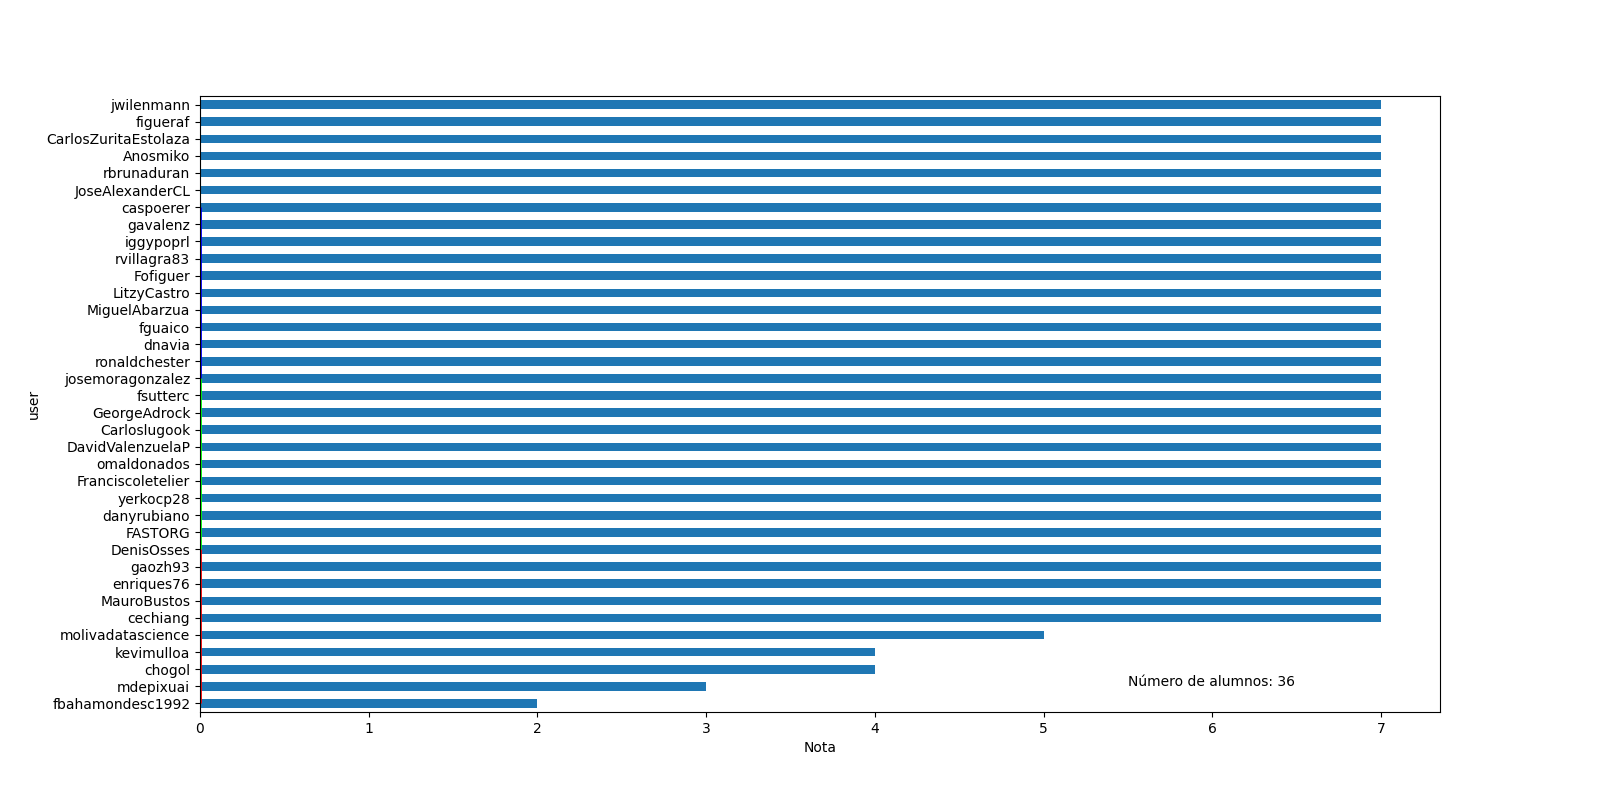 jwilenmann
figueraf
CarlosZuritaEstolaza
Anosmiko
rbrunaduran
JoseAlexanderCL
caspoerer
gavalenz
iggypoprl
rvillagra83
Fofiguer
LitzyCastro
MiguelAbarzua
fguaico
dnavia
ronaldchester
josemoragonzalez
fsutterc
user
GeorgeAdrock
Carloslugook
DavidValenzuelaP
omaldonados
Franciscoletelier
yerkocp28
danyrubiano
FASTORG
DenisOsses
gaozh93
enriques76
MauroBustos
cechiang
molivadatascience
kevimulloa
chogol
Número de alumnos: 36
mdepixuai
fbahamondesc1992
0 1 2 3 4 5 6 7
Nota